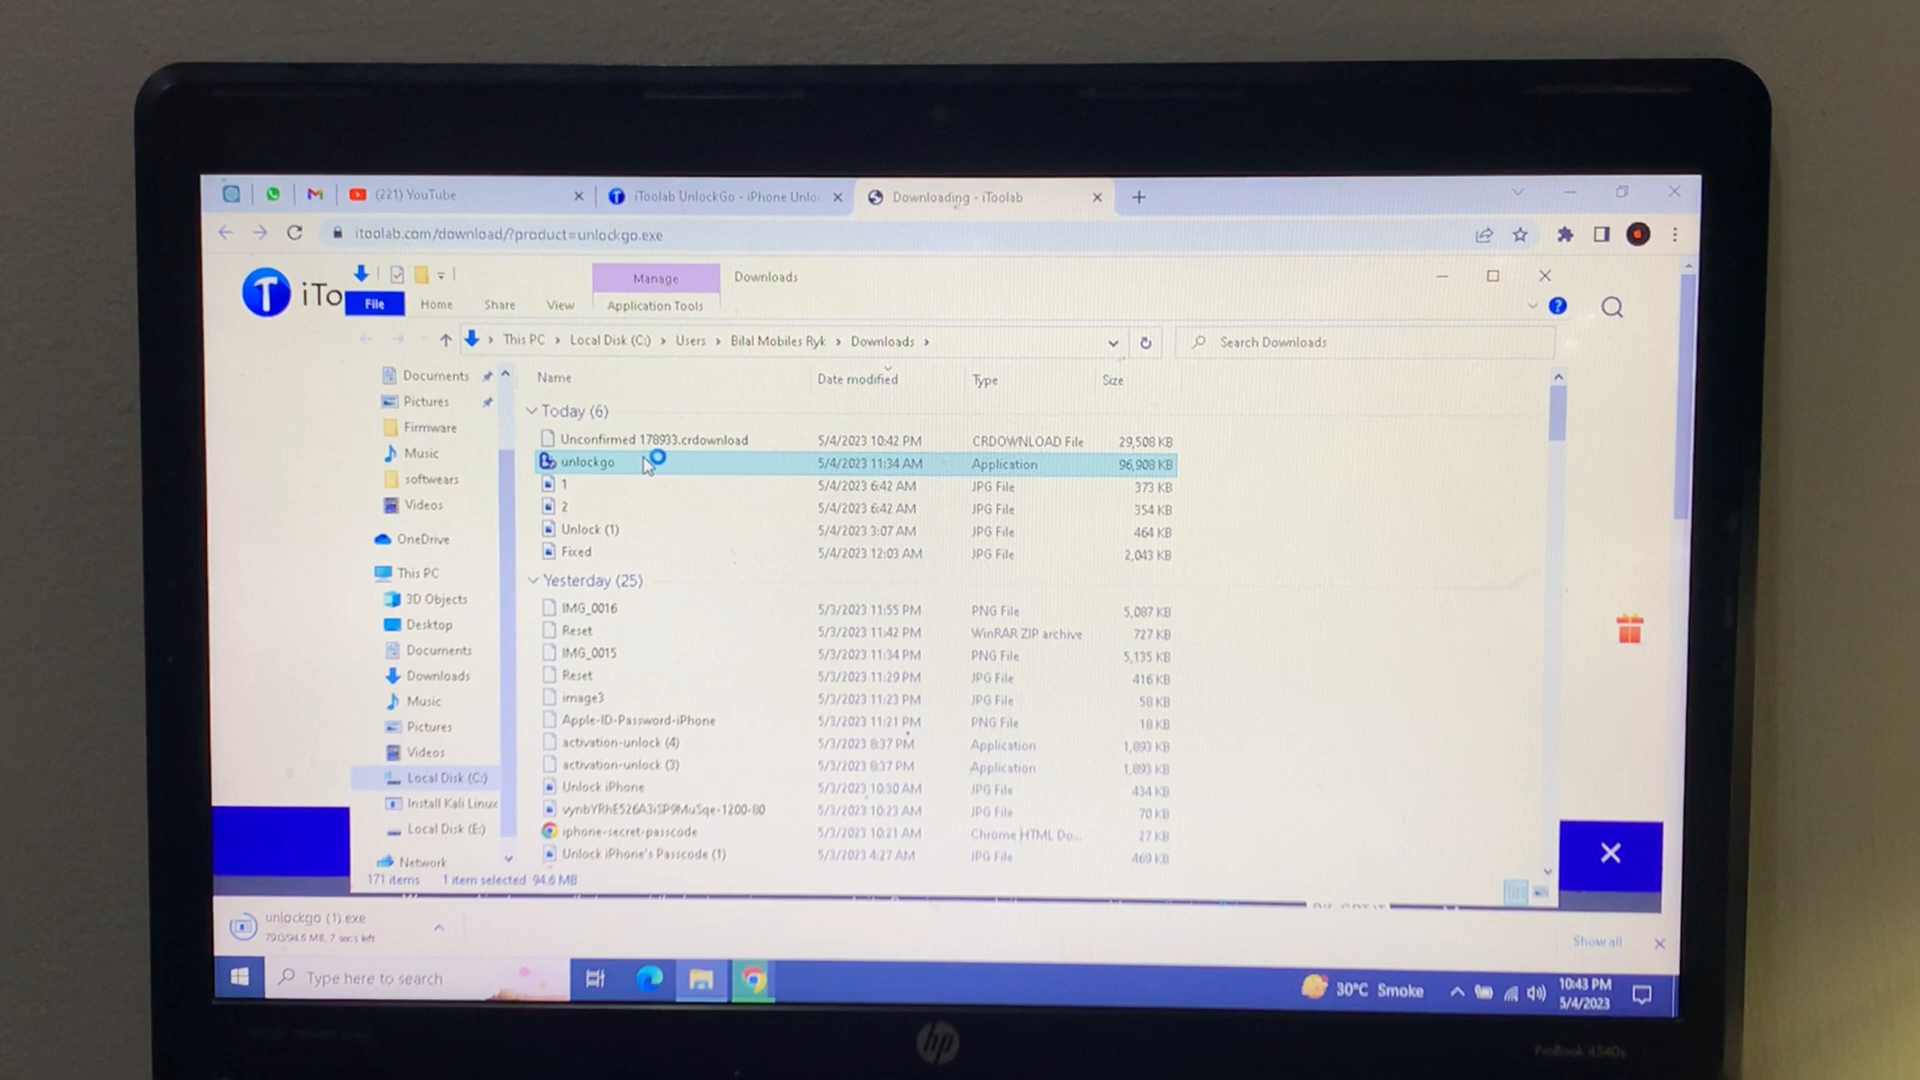 (221) YouTube
iToolab UnlockGo - iPhone Unloc
Downloading - iToolab
itoolab.com/download/?product=unlockgo.exe
iTo
Manage
Downloads
File
Home
Share
View
Application Tools
This PC > Local Disk (C:) > Users > Bilal Mobiles Ryk > Downloads >
Search Downloads
Documents
Pictures
Firmware
Music
softwears
Videos
OneDrive
This PC
3D Objects
Desktop
Documents
Downloads
Music
Pictures
Videos
Local Disk (C:)
Install Kali Linux
Local Disk (E:)
Network
Name Date modified Type Size
Today (6)
Unconfirmed 178933.crdownload 5/4/2023 10:42 PM CRDOWNLOAD File 29,508 KB
unlockgo 5/4/2023 11:34 AM Application 96,908 KB
1 5/4/2023 6:42 AM JPG File 373 KB
2 5/4/2023 6:42 AM JPG File 354 KB
Unlock (1) 5/4/2023 3:07 AM JPG File 464 KB
Fixed 5/4/2023 12:03 AM JPG File 2,043 KB
Yesterday (25)
IMG_0016 5/3/2023 11:55 PM PNG File 5,087 KB
Reset 5/3/2023 11:42 PM WinRAR ZIP archive 727 KB
IMG_0015 5/3/2023 11:34 PM PNG File 5,135 KB
Reset 5/3/2023 11:29 PM JPG File 416 KB
image3 5/3/2023 11:23 PM JPG File 58 KB
Apple-ID-Password-iPhone 5/3/2023 11:21 PM PNG File 18 KB
activation-unlock (4) 5/3/2023 8:37 PM Application 1,893 KB
activation-unlock (3) 5/3/2023 8:37 PM Application 1,893 KB
Unlock iPhone 5/3/2023 10:30 AM JPG File 434 KB
vynbYRhE526A3iSP9MuSqe-1200-80 5/3/2023 10:23 AM JPG File 70 KB
iphone-secret-passcode 5/3/2023 10:21 AM Chrome HTML Do... 27 KB
Unlock iPhone's Passcode (1) 5/3/2023 4:27 AM JPG File 469 KB
171 items 1 item selected 94.6 MB
unlockgo (1).exe
79.0/94.6 MB, 7 secs left
Show all
Type here to search
30°C Smoke
10:43 PM
5/4/2023
hp
ProBook 4540s